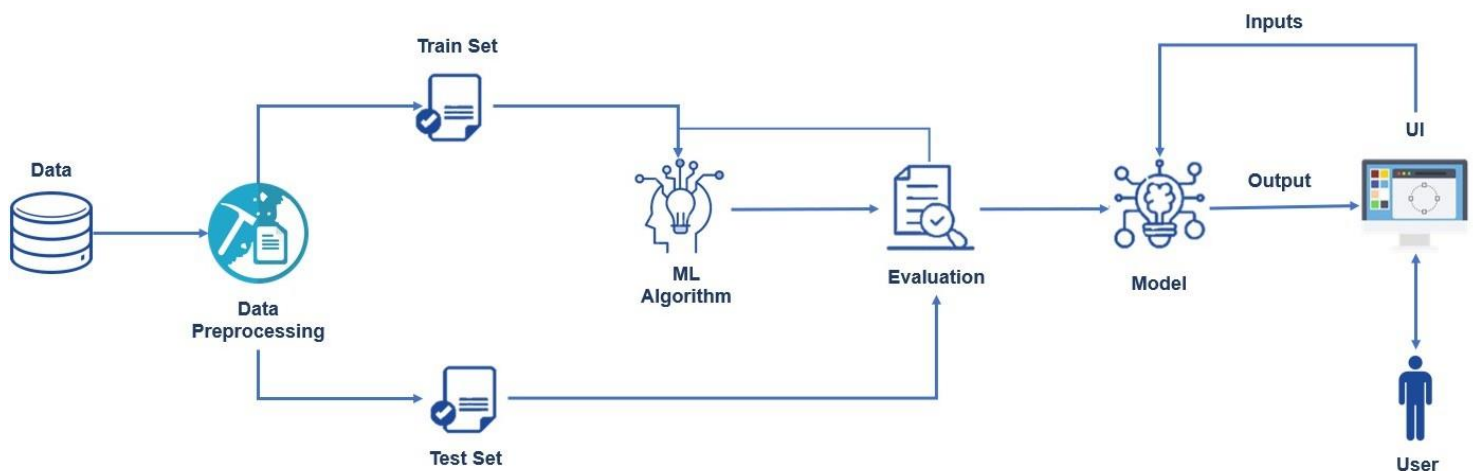 Inputs
Train Set
UI
Data
Output
ML
Algorithm
Evaluation
Model
Data
Preprocessing
Test Set
User